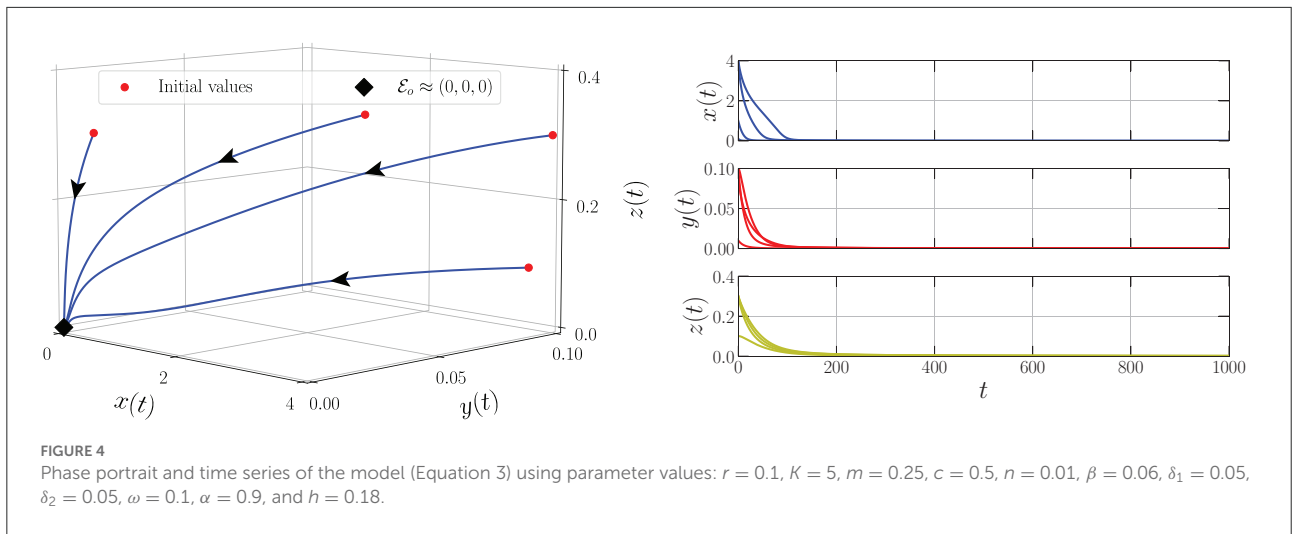 Initial values
ℰₒ ≈ (0, 0, 0)
0.4
0.2
0.0
z(t)
0
2
4
x(t)
0.00
0.05
0.10
y(t)
4
2
0
x(t)
0.10
0.05
0.00
y(t)
0.4
0.2
0.0
z(t)
0
200
400
600
800
1000
t
FIGURE 4
Phase portrait and time series of the model (Equation 3) using parameter values: r = 0.1, K = 5, m = 0.25, c = 0.5, n = 0.01, β = 0.06, δ₁ = 0.05,
δ₂ = 0.05, ω = 0.1, α = 0.9, and h = 0.18.